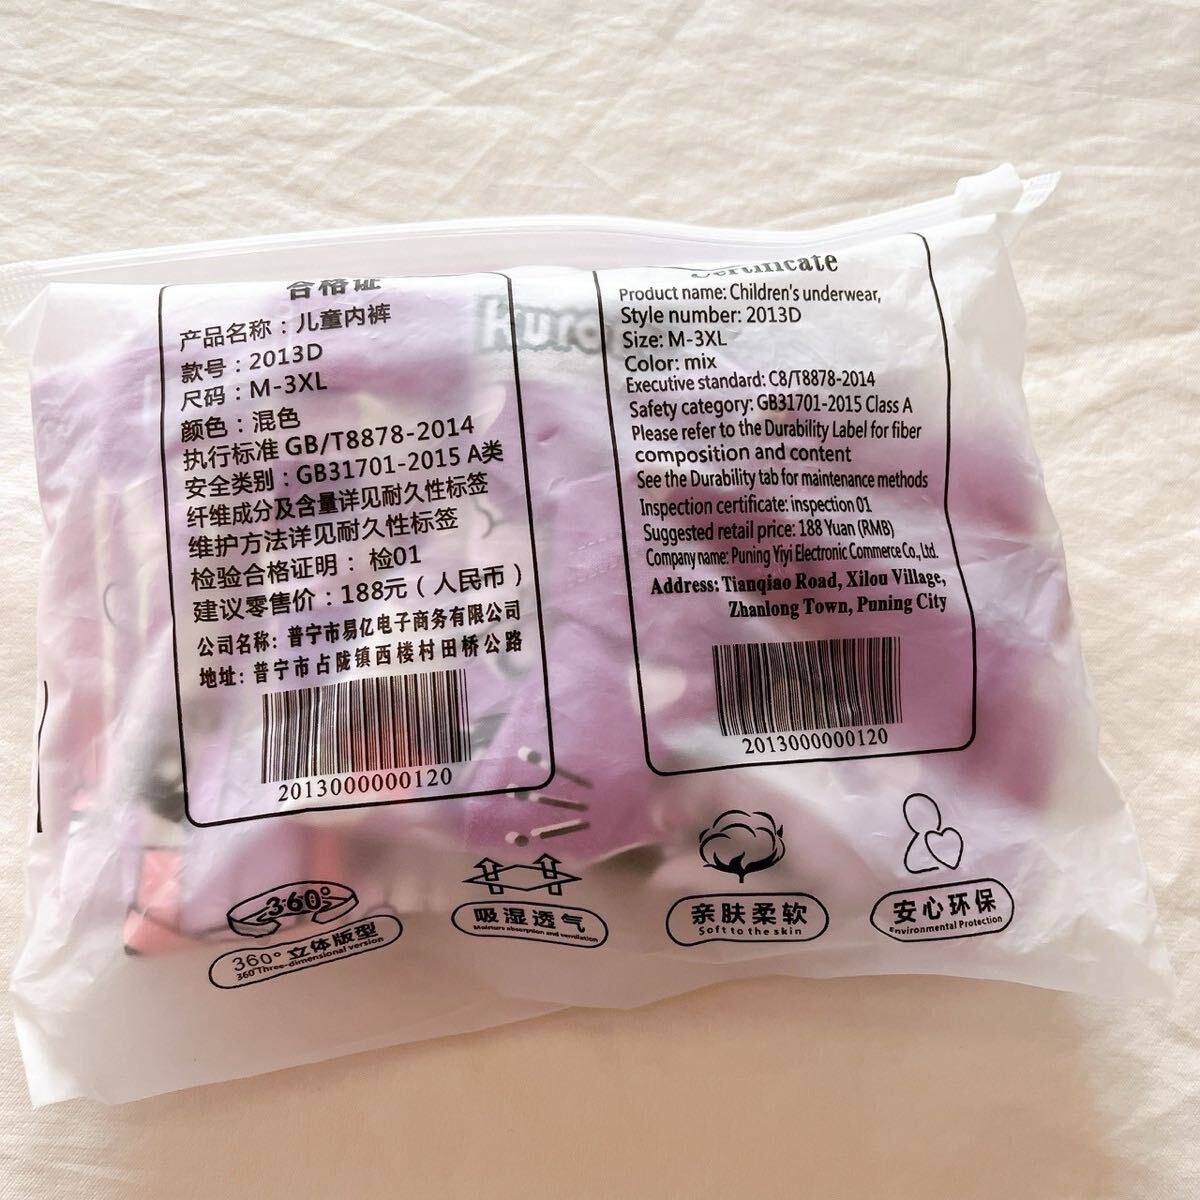 合格证
产品名称：儿童内裤
款号：2013D
尺码：M-3XL
颜色：混色
执行标准 GB/T8878-2014
安全类别：GB31701-2015 A类
纤维成分及含量详见耐久性标签
维护方法详见耐久性标签
检验合格证明： 检01
建议零售价：188元（人民币）
公司名称：普宁市易亿电子商务有限公司
地址：普宁市占陇镇西楼村田桥公路
2013000000120
Certificate
Product name: Children's underwear,
Style number: 2013D
Size: M-3XL
Color: mix
Executive standard: C8/T8878-2014
Safety category: GB31701-2015 Class A
Please refer to the Durability Label for fiber
composition and content
See the Durability tab for maintenance methods
Inspection certificate: inspection 01
Suggested retail price: 188 Yuan (RMB)
Company name: Puning Yiyi Electronic Commerce Co., Ltd.
Address: Tianqiao Road, Xilou Village,
Zhanlong Town, Puning City
2013000000120
360°
360° 立体版型
360 Three-dimensional version
吸湿透气
Moisture absorption and ventilation
亲肤柔软
Soft to the skin
安心环保
Environmental Protection